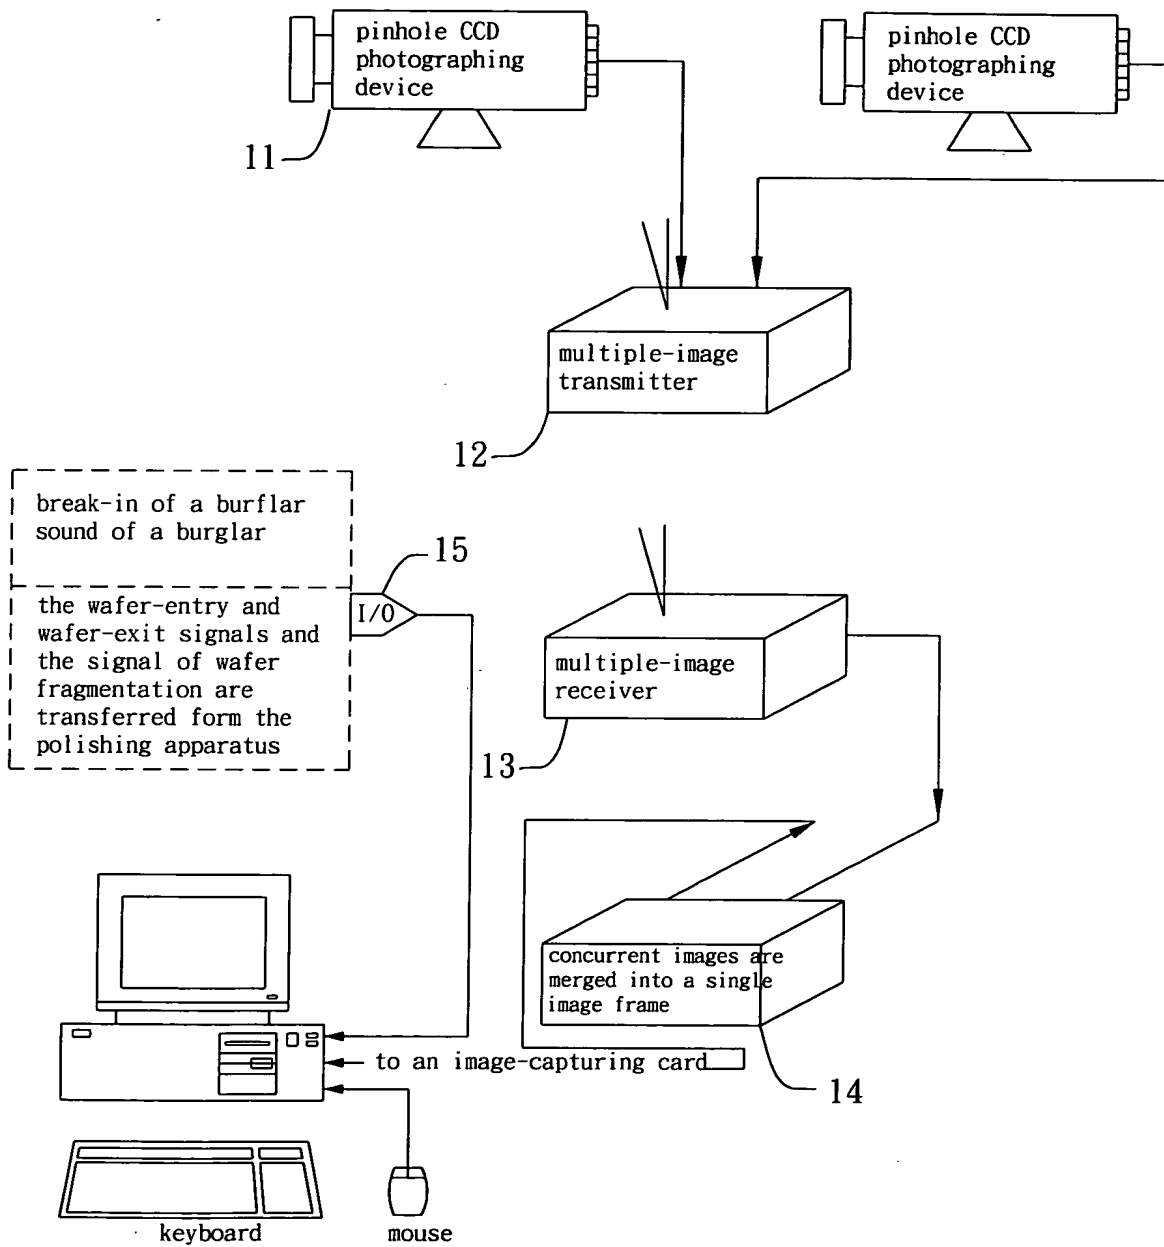 pinhole CCD
photographing
device
pinhole CCD
photographing
device
11
multiple-image
transmitter
12
break-in of a burflar
sound of a burglar
15
I/O
the wafer-entry and
wafer-exit signals and
the signal of wafer
fragmentation are
transferred form the
polishing apparatus
multiple-image
receiver
13
concurrent images are
merged into a single
image frame
14
to an image-capturing card
keyboard
mouse